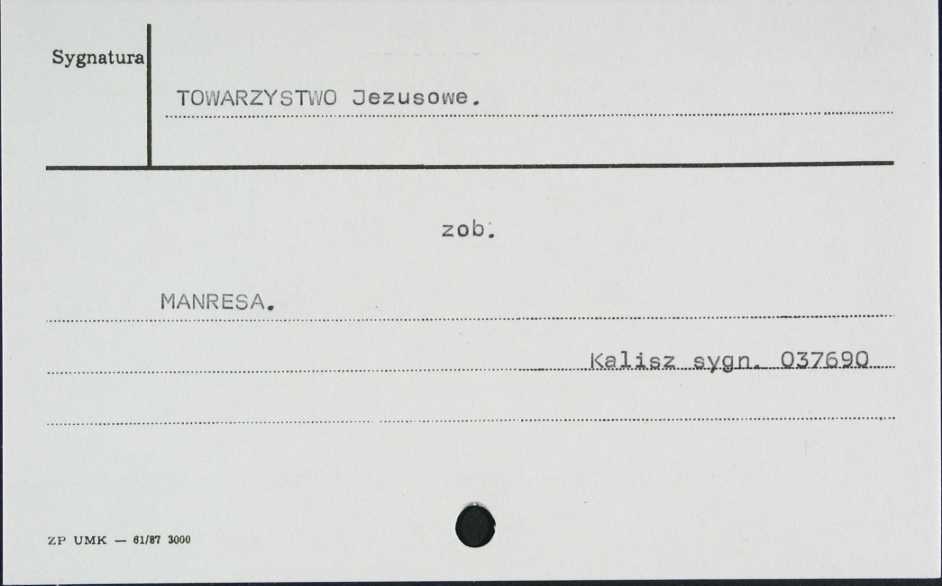 Sygnatura
TOWARZYSTWO Jezusowe.
zob.
MANRESA.
Kalisz sygn. 037690
ZP UMK — 61/87 3000